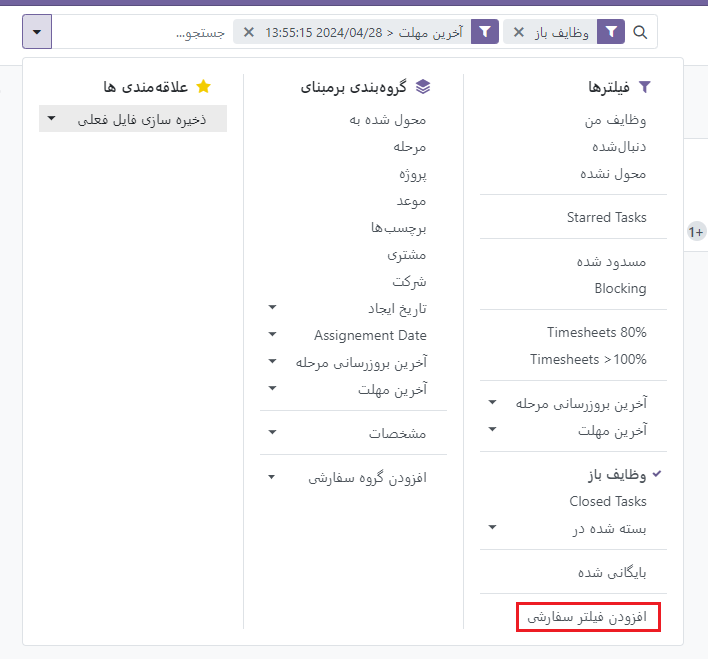 وظایف باز
آخرین مهلت < 2024/04/28 13:55:15
جستجو...
فیلترها
وظایف من
دنبال‌شده
محول نشده
Starred Tasks
مسدود شده
Blocking
Timesheets 80%
Timesheets >100%
آخرین بروزرسانی مرحله
آخرین مهلت
وظایف باز
Closed Tasks
بسته شده در
بایگانی شده
افزودن فیلتر سفارشی
گروه‌بندی برمبنای
محول شده به
مرحله
پروژه
موعد
برچسب‌ها
مشتری
شرکت
تاریخ ایجاد
Assignement Date
آخرین بروزرسانی مرحله
آخرین مهلت
مشخصات
افزودن گروه سفارشی
علاقه‌مندی ها
ذخیره سازی فایل فعلی
1+